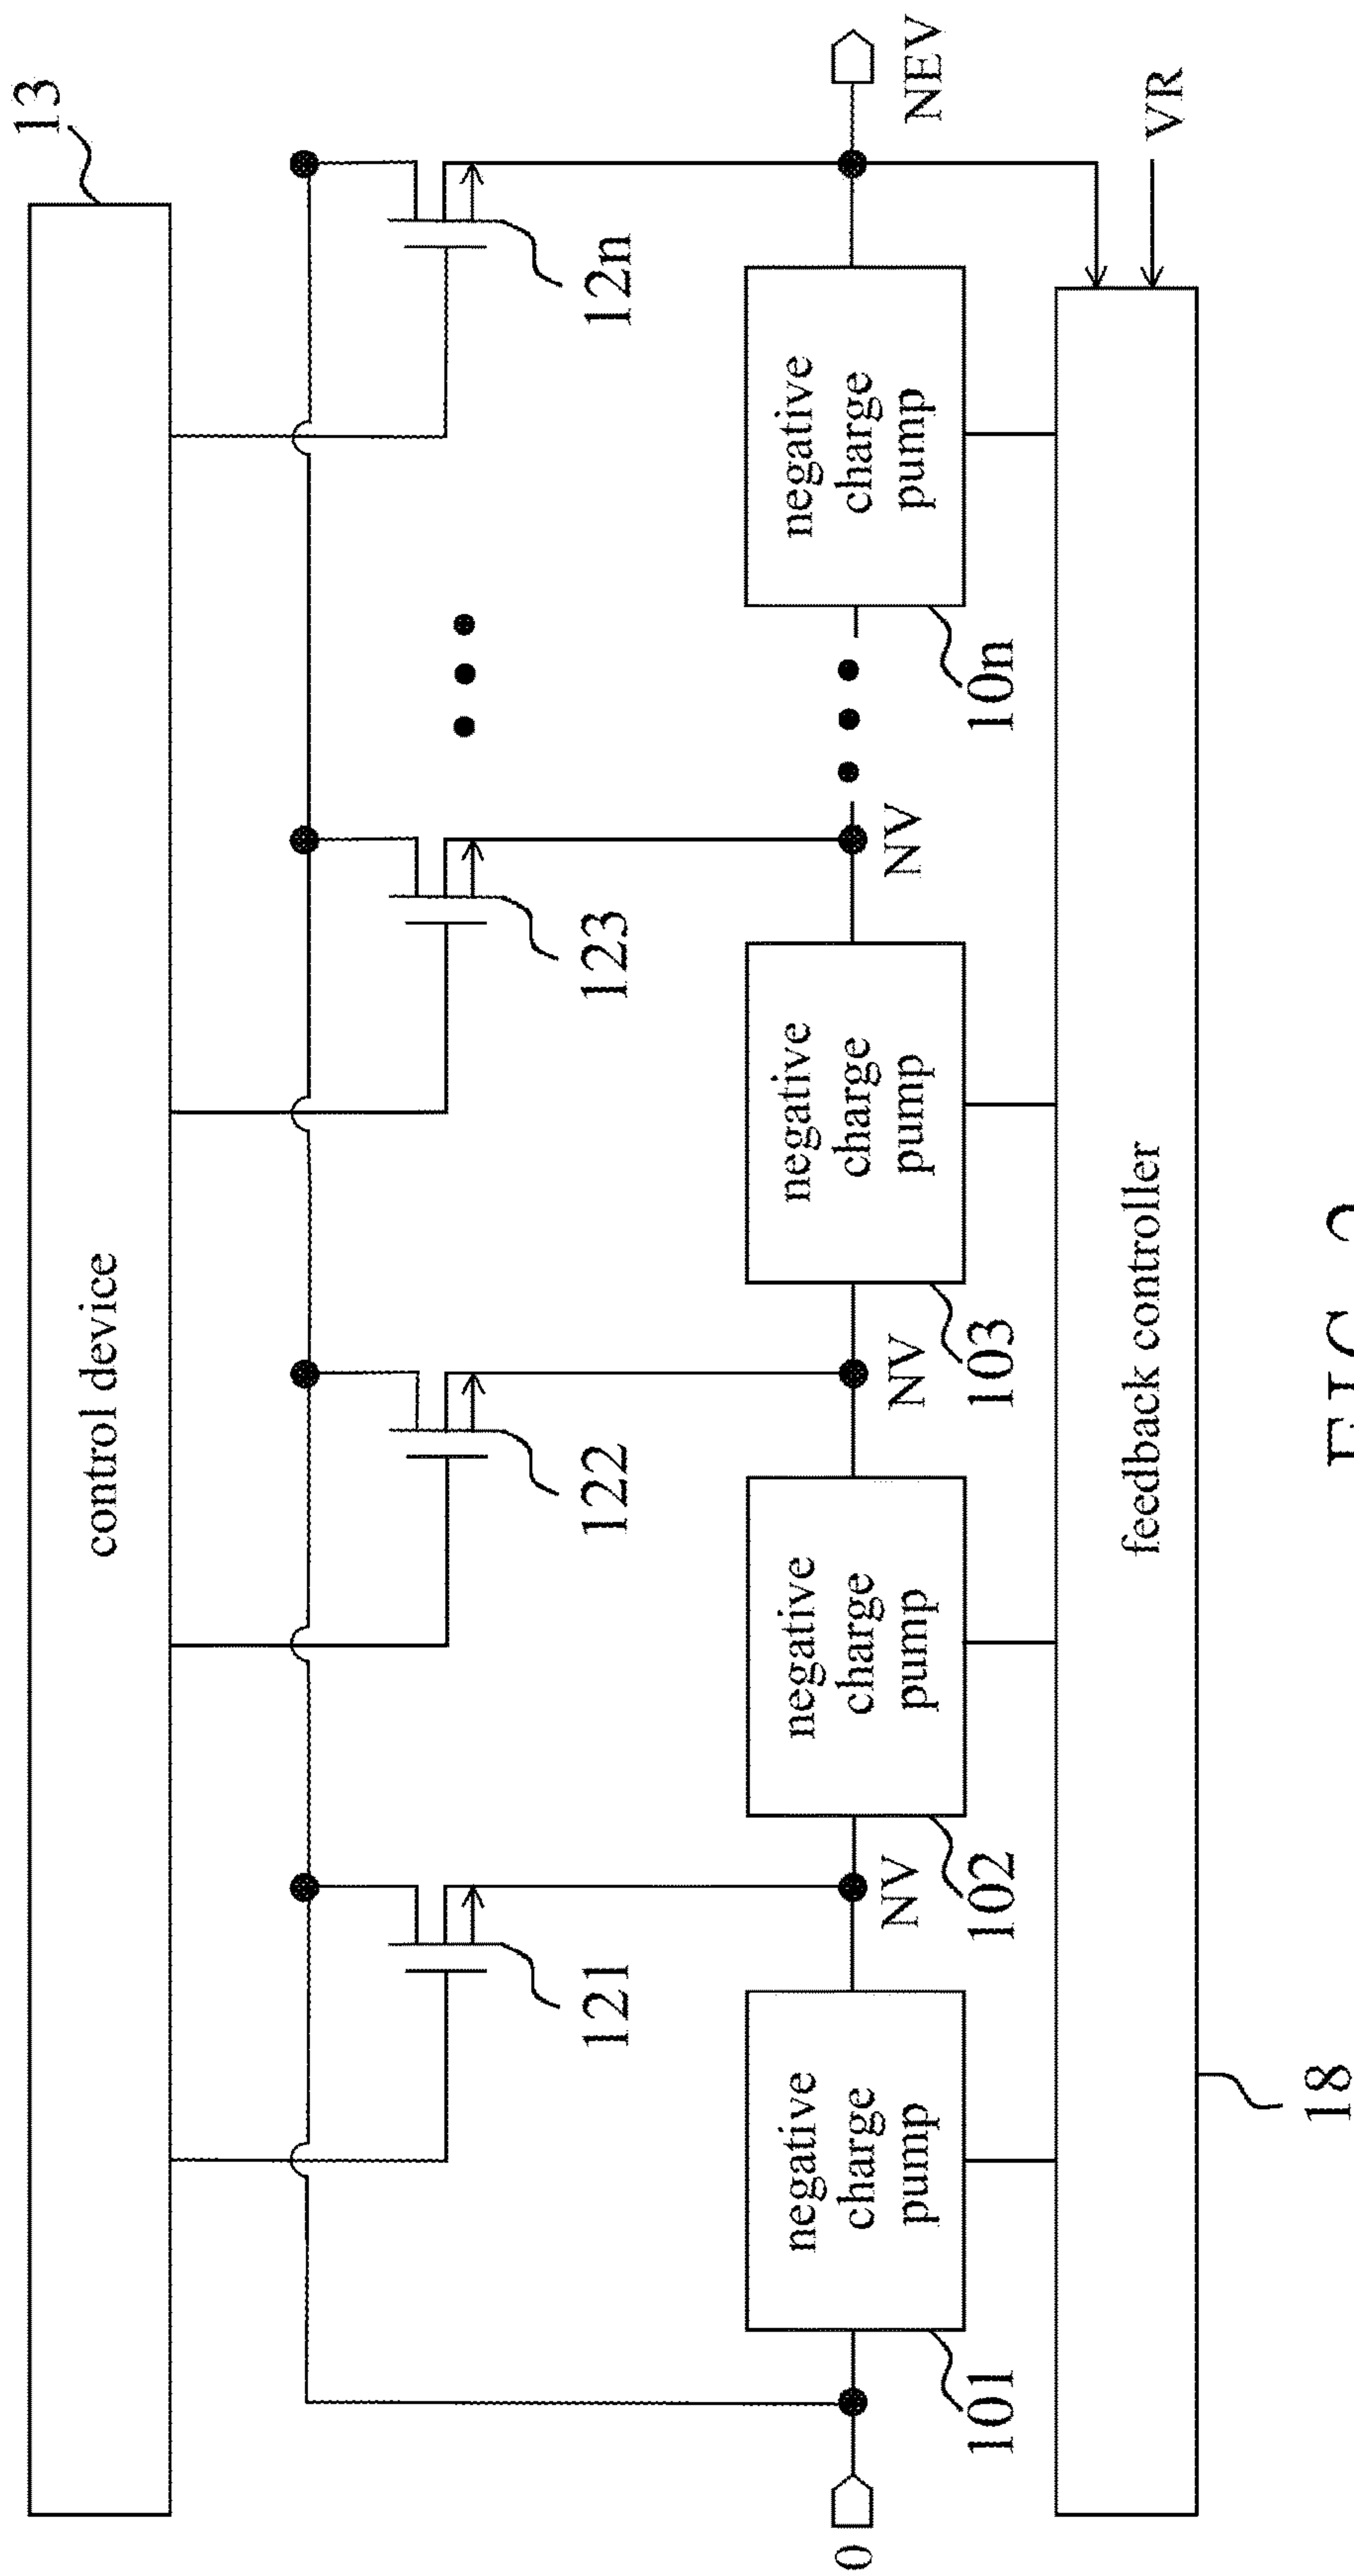 control device
13
121
122
123
12n
0
negative
charge
pump
NV
negative
charge
pump
NV
negative
charge
pump
NV
negative
charge
pump
NEV
101
102
103
10n
VR
feedback controller
18